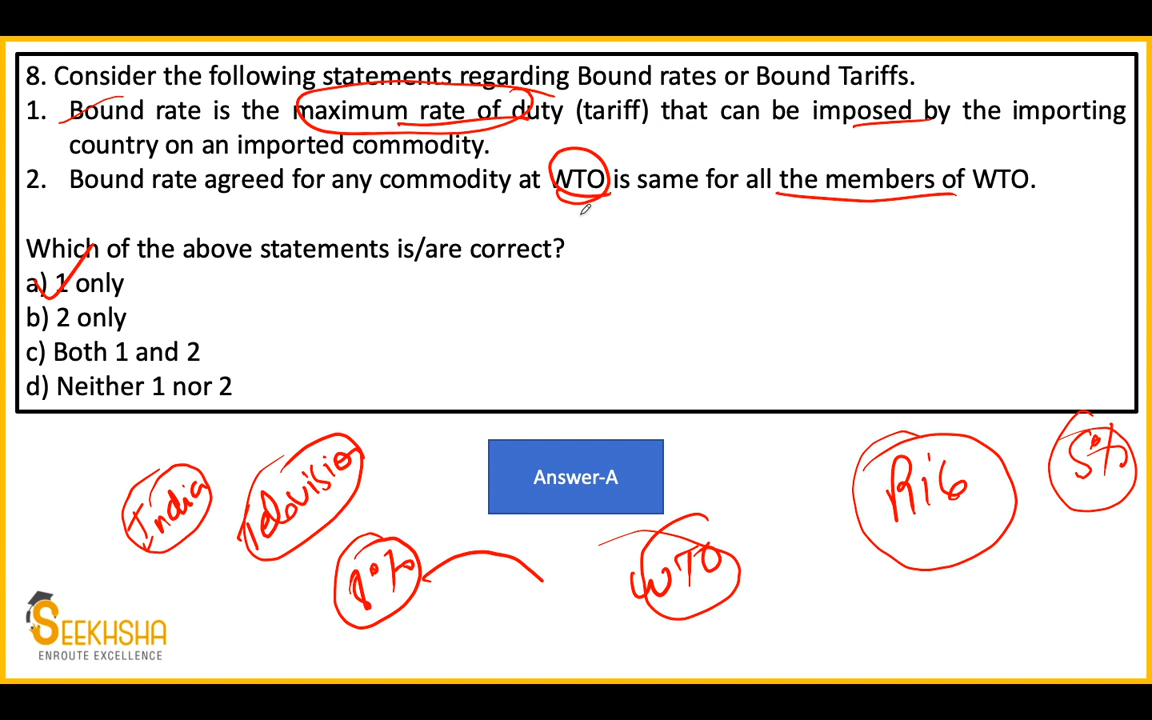 8. Consider the following statements regarding Bound rates or Bound Tariffs.
1. Bound rate is the maximum rate of duty (tariff) that can be imposed by the importing
country on an imported commodity.
2. Bound rate agreed for any commodity at WTO is same for all the members of WTO.
Which of the above statements is/are correct?
a) 1 only
b) 2 only
c) Both 1 and 2
d) Neither 1 nor 2
Answer-A
India
WTO
SEEKHSHA
ENROUTE EXCELLENCE